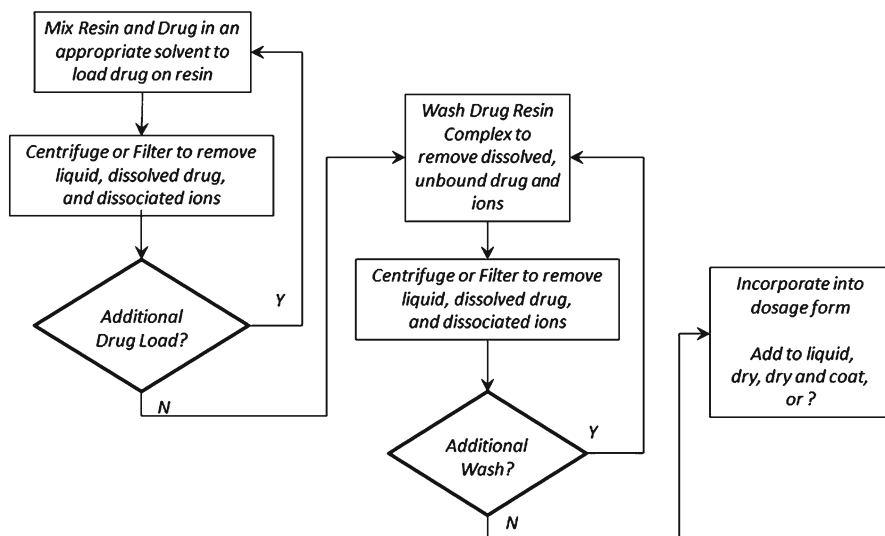 Mix Resin and Drug in an
appropriate solvent to
load drug on resin
Centrifuge or Filter to remove
liquid, dissolved drug,
and dissociated ions
Additional
Drug Load?
Y
N
Wash Drug Resin
Complex to
remove dissolved,
unbound drug and
ions
Centrifuge or Filter to remove
liquid, dissolved drug,
and dissociated ions
Additional
Wash?
Y
N
Incorporate into
dosage form
Add to liquid,
dry, dry and coat,
or ?